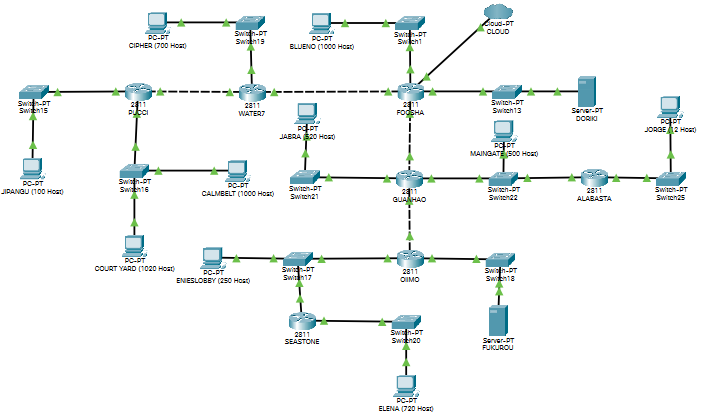 Cloud-PT
CLOUD
PC-PT
CIPHER (700 Host)
Switch-PT
Switch19
PC-PT
BLUENO (1000 Host)
Switch-PT
Switch1
Switch-PT
Switch15
2811
PUCCI
2811
WATER7
2811
FOOSHA
Switch-PT
Switch13
Server-PT
DORIKI
PC-PT
JABRA (520 Host)
PC-PT
MAINGATE (500 Host)
PC-PT
PC-PT
JIPANGU (100 Host)
Switch-PT
Switch16
PC-PT
CALMBELT (1000 Host)
Switch-PT
Switch21
2811
GUANHAO
Switch-PT
Switch22
2811
ALABASTA
Switch-PT
Switch25
PC-PT
COURT YARD (1020 Host)
PC-PT
ENIESLOBBY (250 Host)
Switch-PT
Switch17
2811
OIIMO
Switch-PT
Switch18
2811
SEASTONE
Switch-PT
Switch20
Server-PT
FUKUROU
PC-PT
ELENA (720 Host)